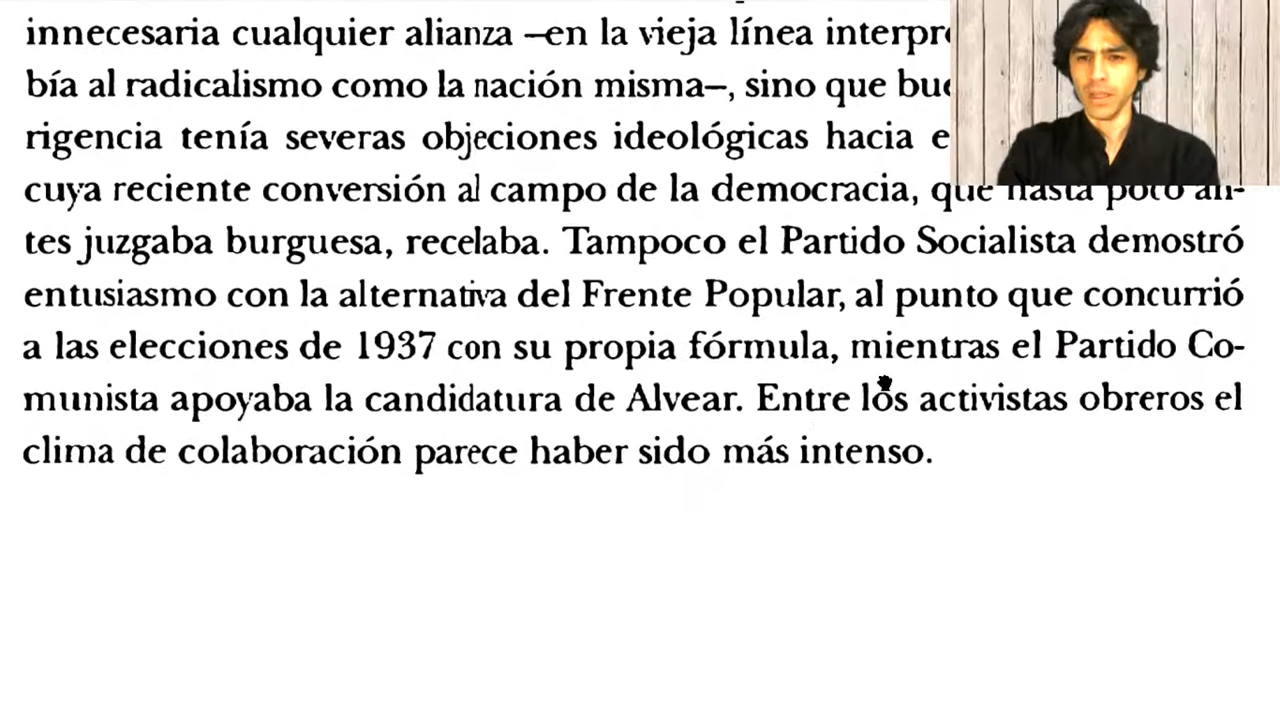 innecesaria cualquier alianza –en la vieja línea
bía al radicalismo como la nación misma–, sino que
rigencia tenía severas objeciones ideológicas hacia
cuya reciente conversión al campo de la democracia, que hasta poco an-
tes juzgaba burguesa, recelaba. Tampoco el Partido Socialista demostró
entusiasmo con la alternativa del Frente Popular, al punto que concurrió
a las elecciones de 1937 con su propia fórmula, mientras el Partido Co-
munista apoyaba la candidatura de Alvear. Entre los activistas obreros el
clima de colaboración parece haber sido más intenso.